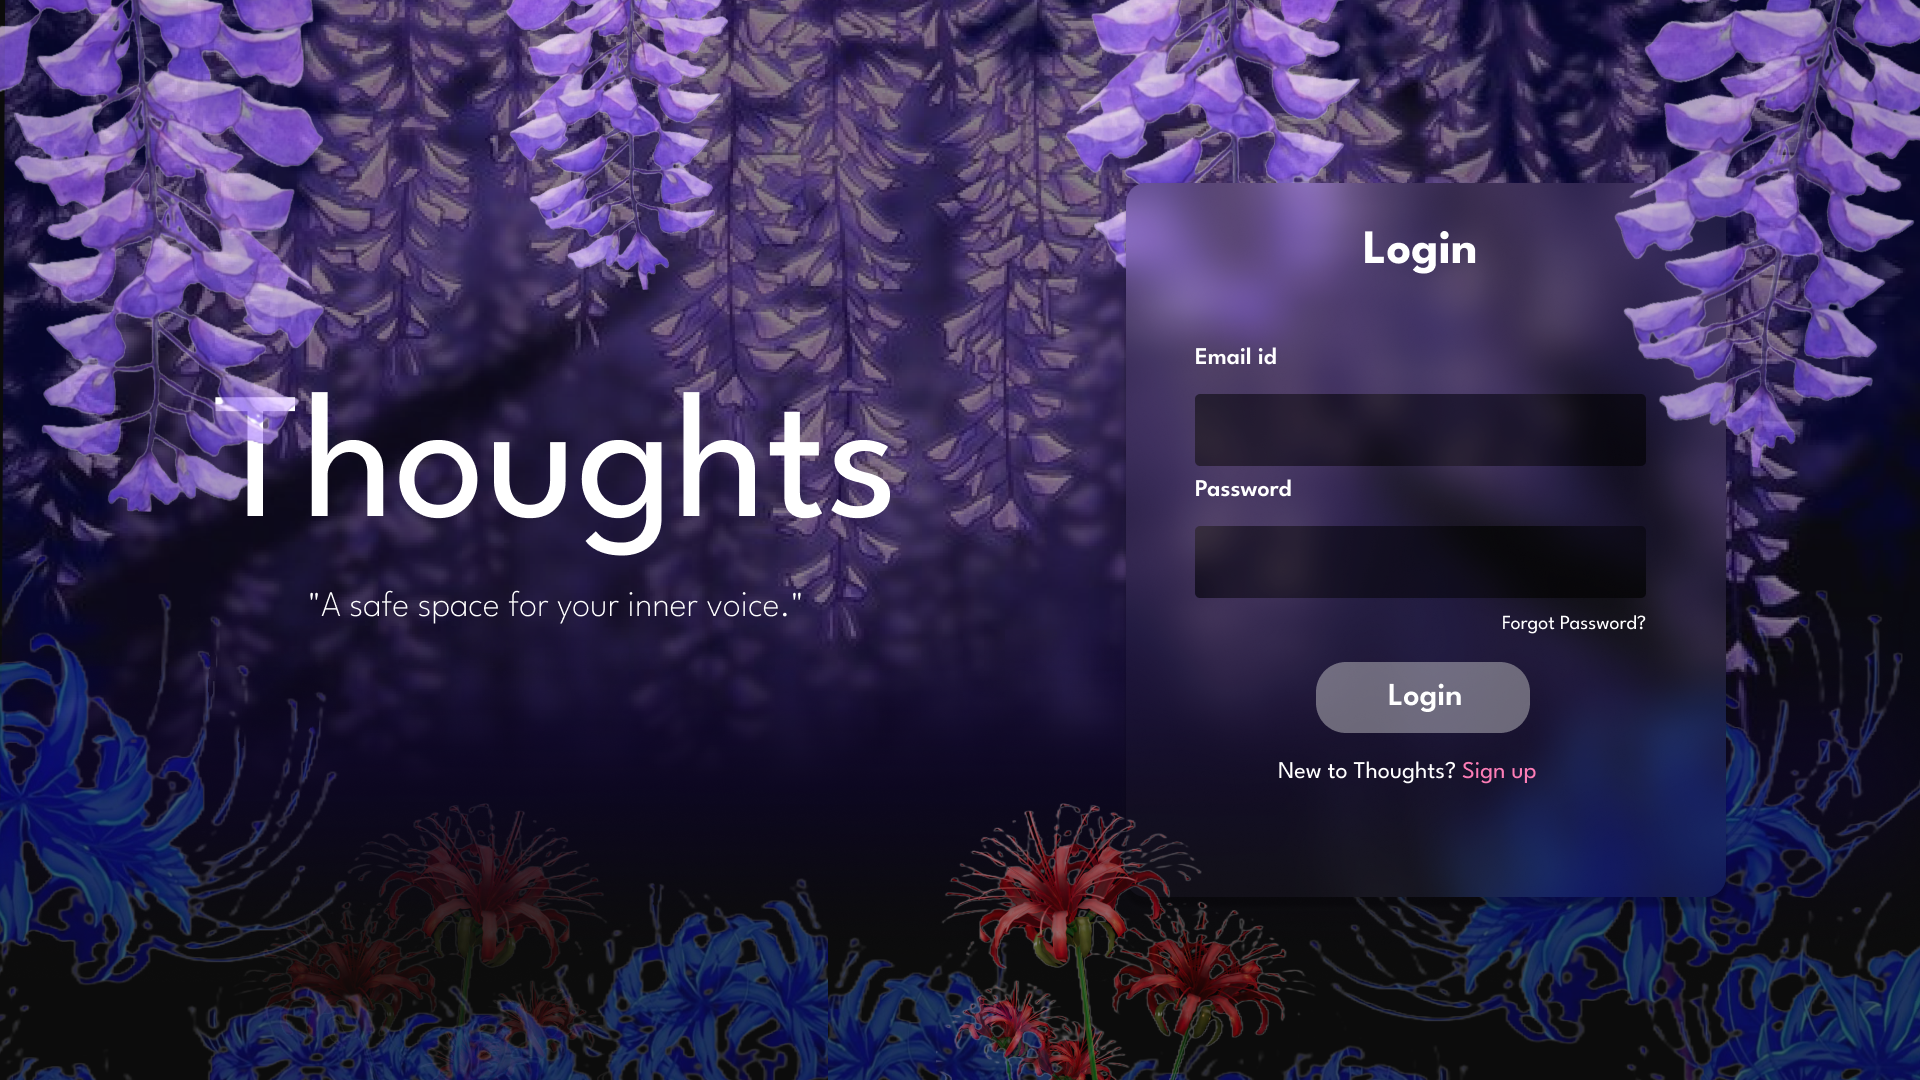 Thoughts
"A safe space for your inner voice."
Login
Email id
Password
Forgot Password?
Login
New to Thoughts? Sign up